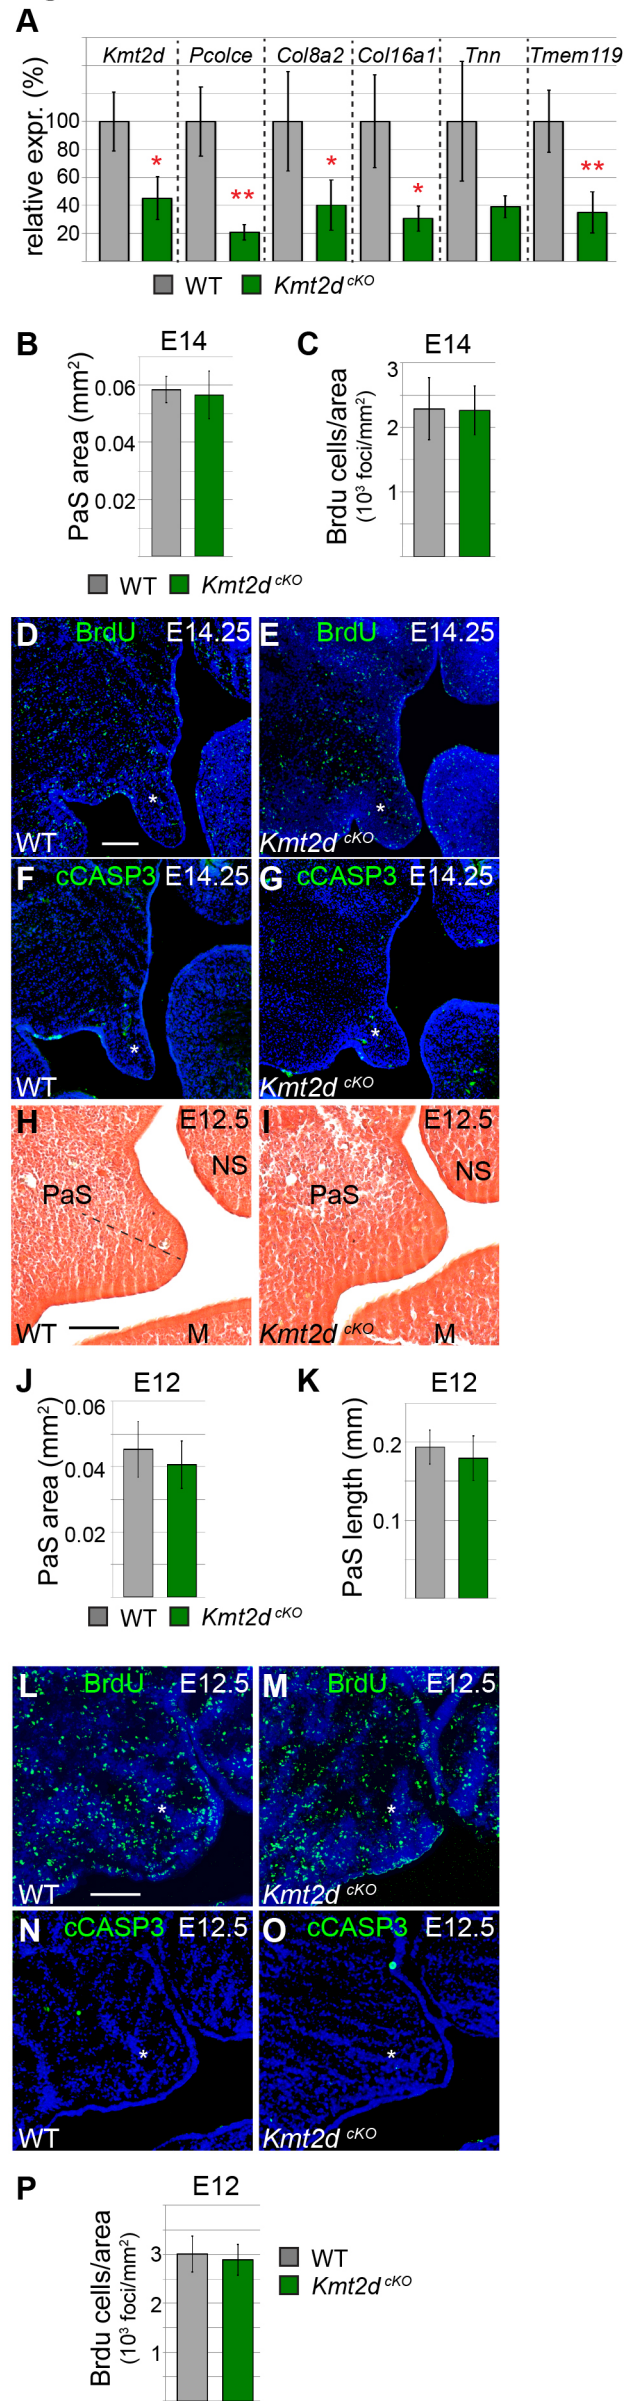 A
Kmt2d Pcolce Col8a2 Col16a1 Tnn Tmem119
relative expr. (%)
100
80
60
40
20
* ** * * **
WT Kmt2d cKO
B
E14
PaS area (mm²)
0.06
0.04
0.02
C
E14
Brdu cells/area
(10³ foci/mm²)
3
2
1
WT Kmt2d cKO
D BrdU E14.25
*
WT
E BrdU E14.25
*
Kmt2d cKO
F cCASP3 E14.25
*
WT
G cCASP3 E14.25
*
Kmt2d cKO
H E12.5
NS
PaS
WT M
I E12.5
NS
PaS
Kmt2d cKO M
J
E12
PaS area (mm²)
0.06
0.04
0.02
K
E12
PaS length (mm)
0.2
0.1
WT Kmt2d cKO
L BrdU E12.5
*
WT
M BrdU E12.5
*
Kmt2d cKO
N cCASP3 E12.5
*
WT
O cCASP3 E12.5
*
Kmt2d cKO
P
E12
Brdu cells/area
(10³ foci/mm²)
3
2
1
WT
Kmt2d cKO